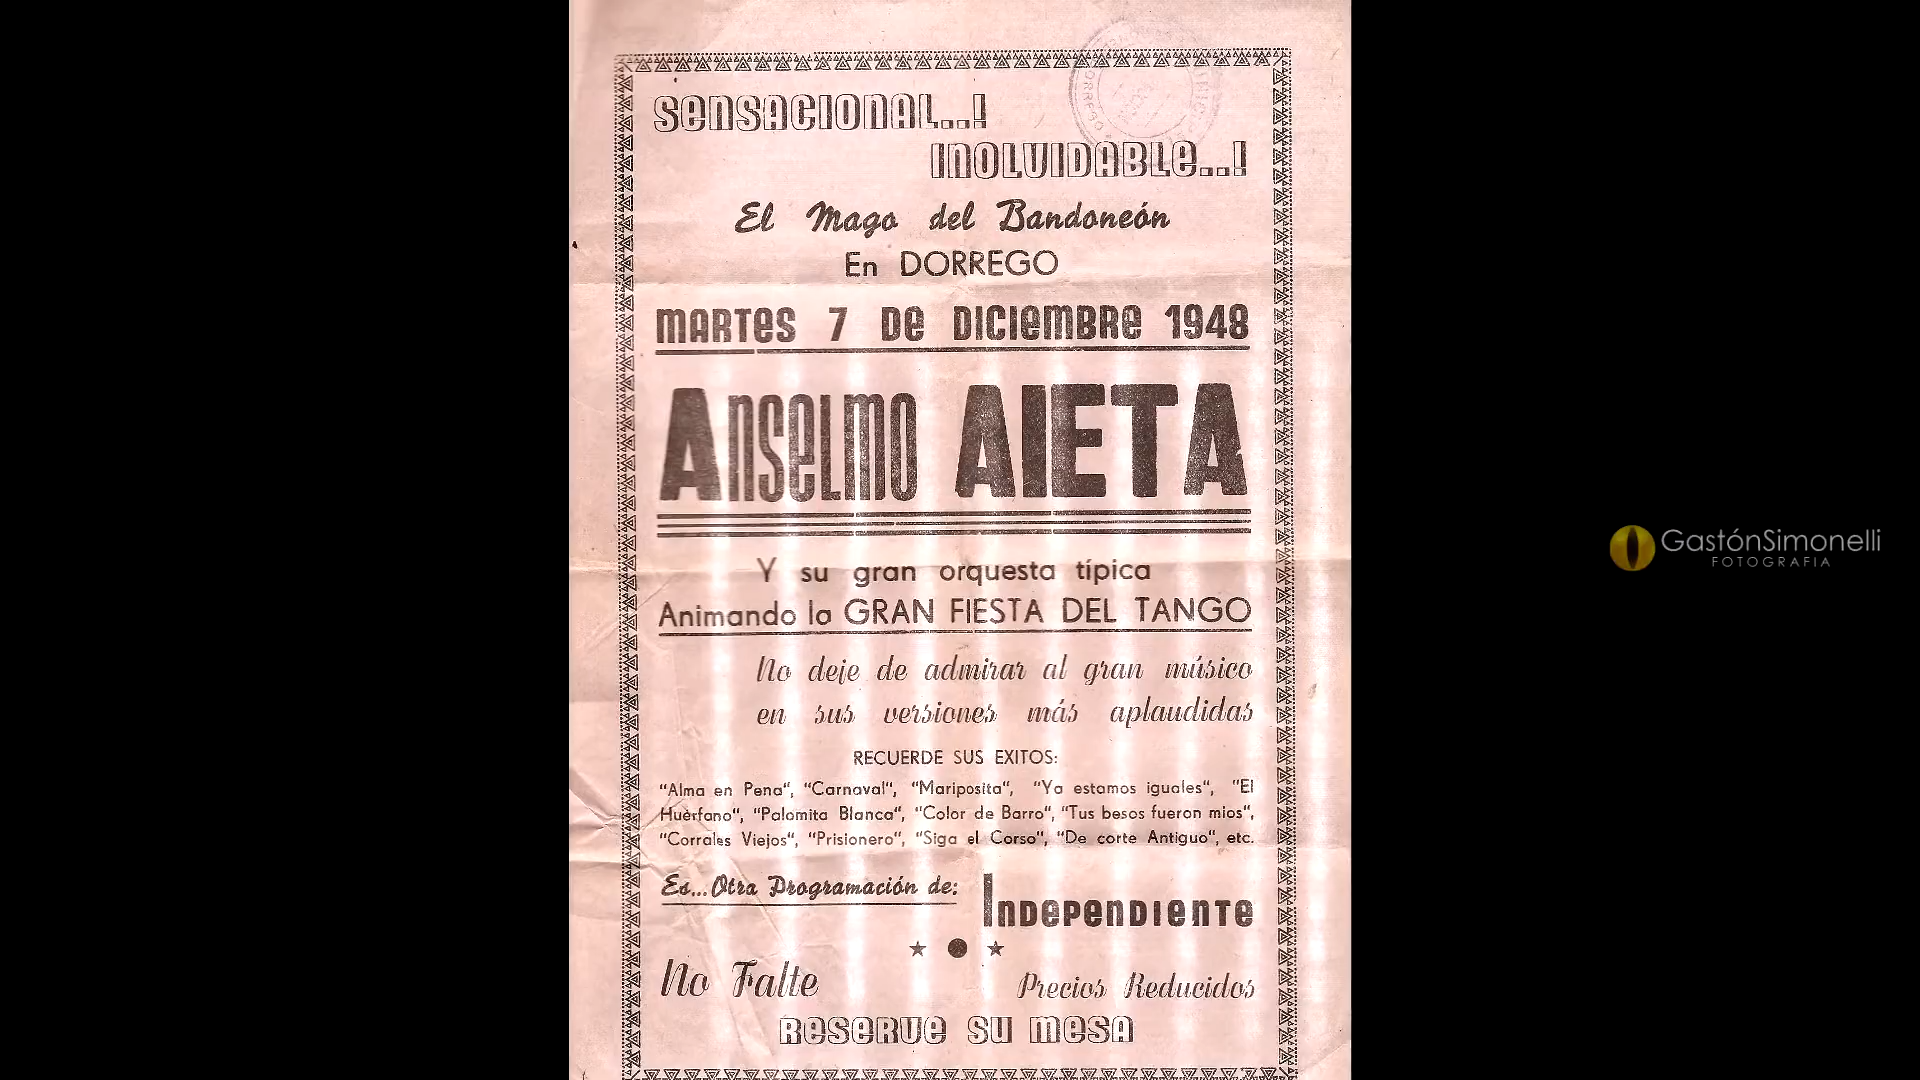 SENSACIONAL...!
INOLVIDABLE...!
El Mago del Bandoneón
En DORREGO
MARTES 7 DE DICIEMBRE 1948
ANSELMO AIETA
Y su gran orquesta típica
Animando la GRAN FIESTA DEL TANGO
No deje de admirar al gran músico
en sus versiones más aplaudidas
RECUERDE SUS EXITOS:
"Alma en Pena", "Carnaval", "Mariposita", "Ya estamos iguales", "El
Huèrfano", "Palomita Blanca", "Color de Barro", "Tus besos fueron mios",
"Corrales Viejos", "Prisionero", "Siga el Corso", "De corte Antiguo", etc.
Es...Otra Programación de:
INDEPENDIENTE
No Falte
Precios Reducidos
RESERVE SU MESA
GastónSimonelli
FOTOGRAFIA